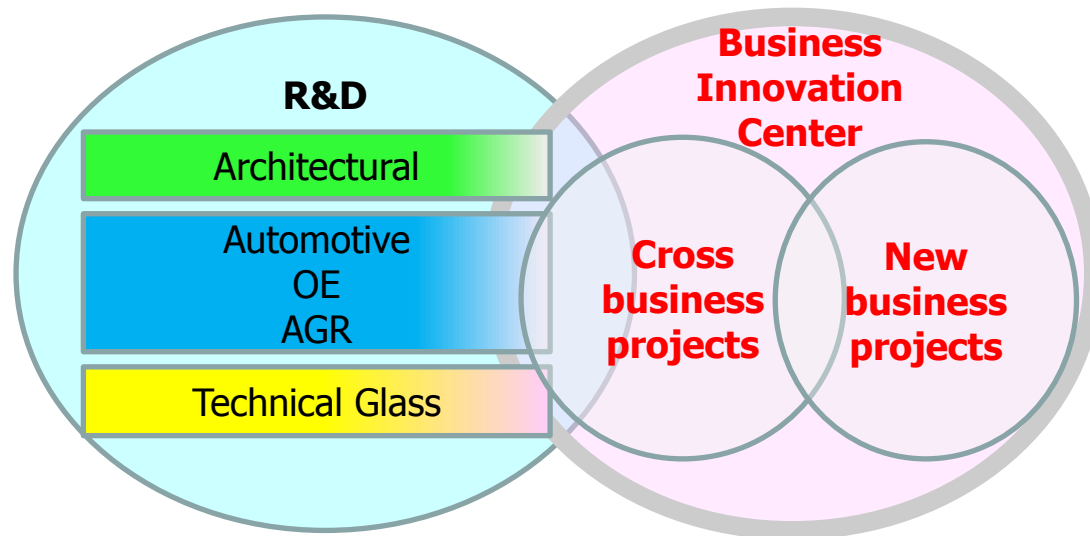 R&D
Architectural
Automotive
OE
AGR
Technical Glass
Business
Innovation
Center
Cross
business
projects
New
business
projects